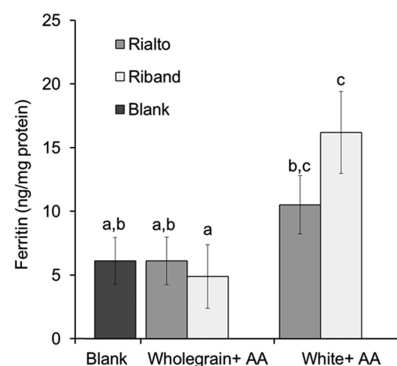 25
20
15
10
5
0
Ferritin (ng/mg protein)
Rialto
Riband
Blank
a,b
a,b
a
b,c
c
Blank
Wholegrain+ AA
White+ AA